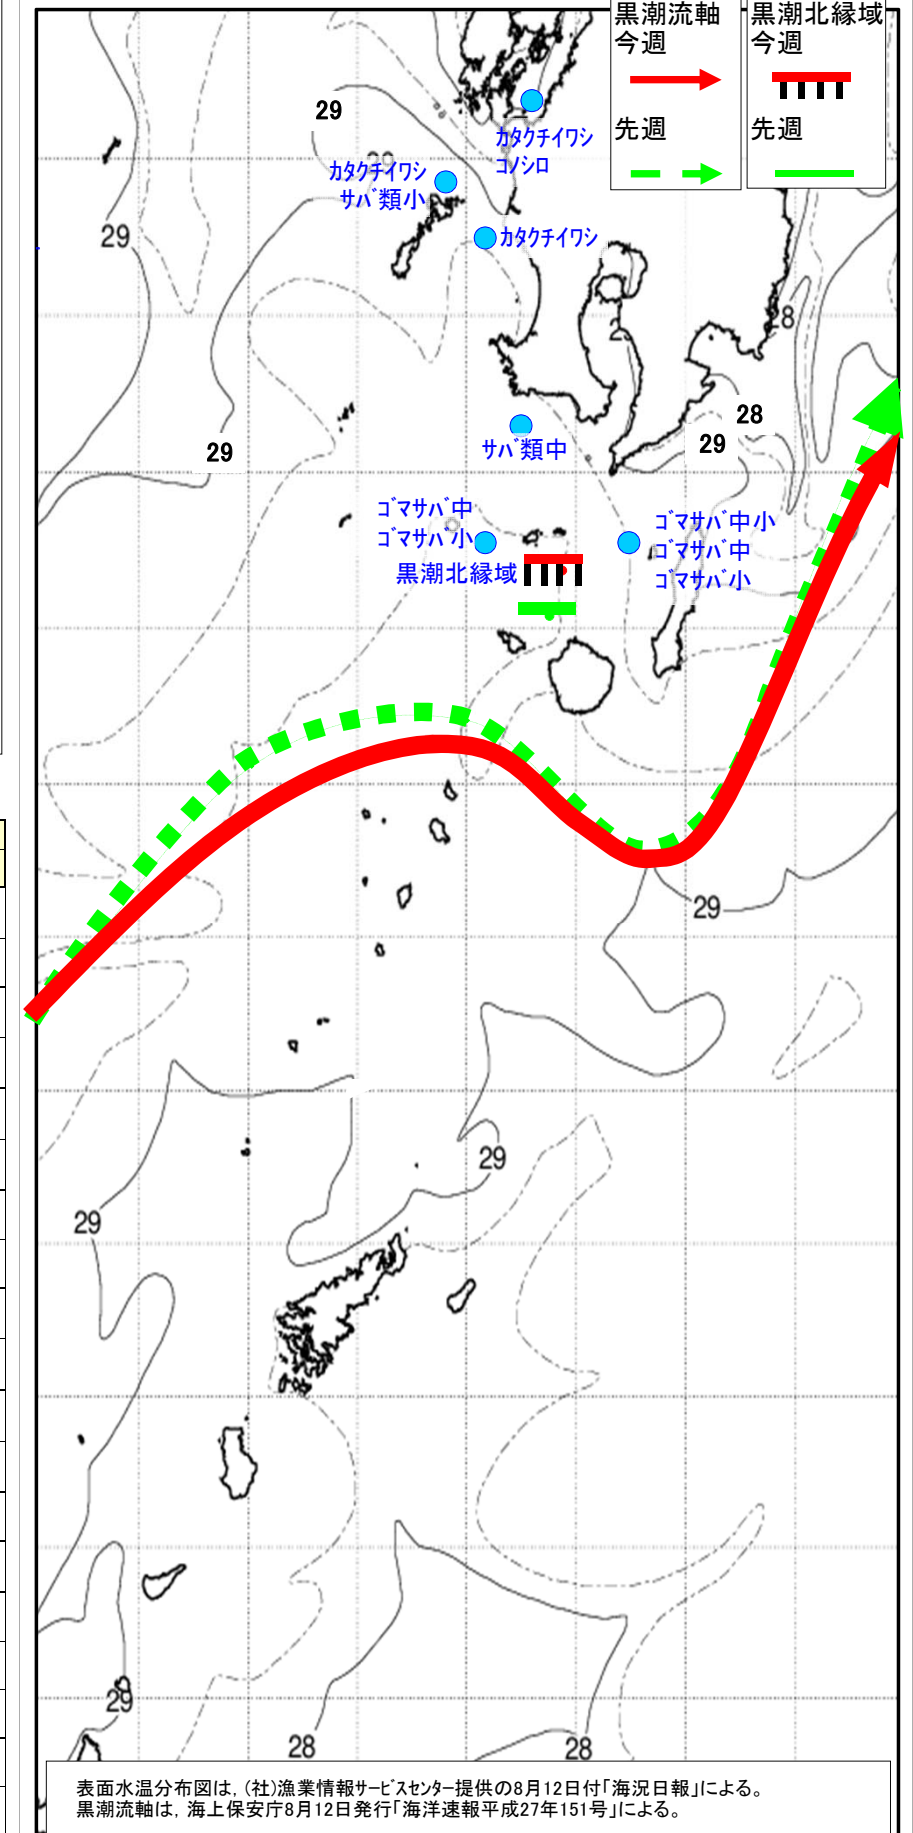 黒潮流軸
今週
先週
黒潮北縁域
今週
先週
29
ｶﾀｸﾁｲﾜｼ
ｺﾉｼﾛ
ｶﾀｸﾁｲﾜｼ
ｻﾊﾞ類小
29
ｶﾀｸﾁｲﾜｼ
28
28
29
29
ｻﾊﾞ類中
ｺﾞﾏｻﾊﾞ中
ｺﾞﾏｻﾊﾞ小
黒潮北縁域
ｺﾞﾏｻﾊﾞ中小
ｺﾞﾏｻﾊﾞ中
ｺﾞﾏｻﾊﾞ小
29
29
29
29
28
28
表面水温分布図は，(社)漁業情報ｻｰﾋﾞｽｾﾝﾀｰ提供の8月12日付｢海況日報｣による。
黒潮流軸は，海上保安庁8月12日発行｢海洋速報平成27年151号｣による。